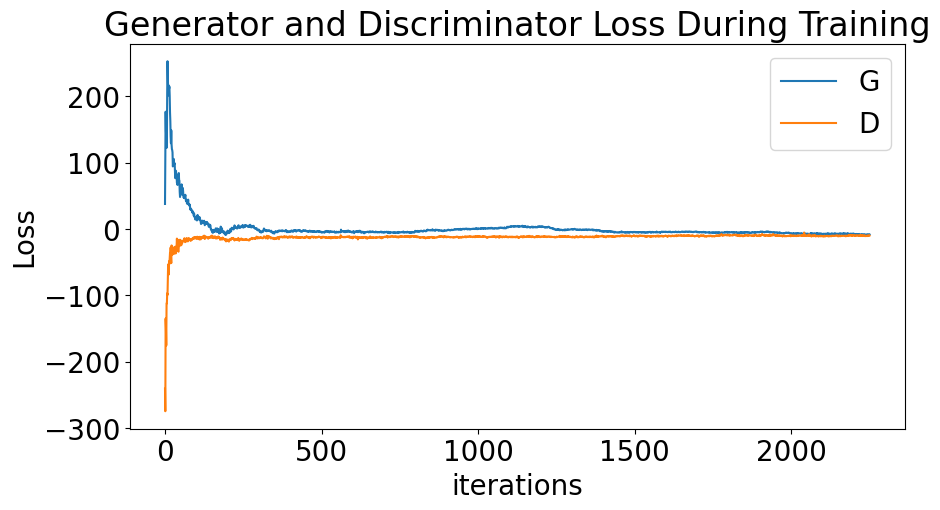 Generator and Discriminator Loss During Training
G
D
200
100
0
−100
−200
−300
Loss
0 500 1000 1500 2000
iterations